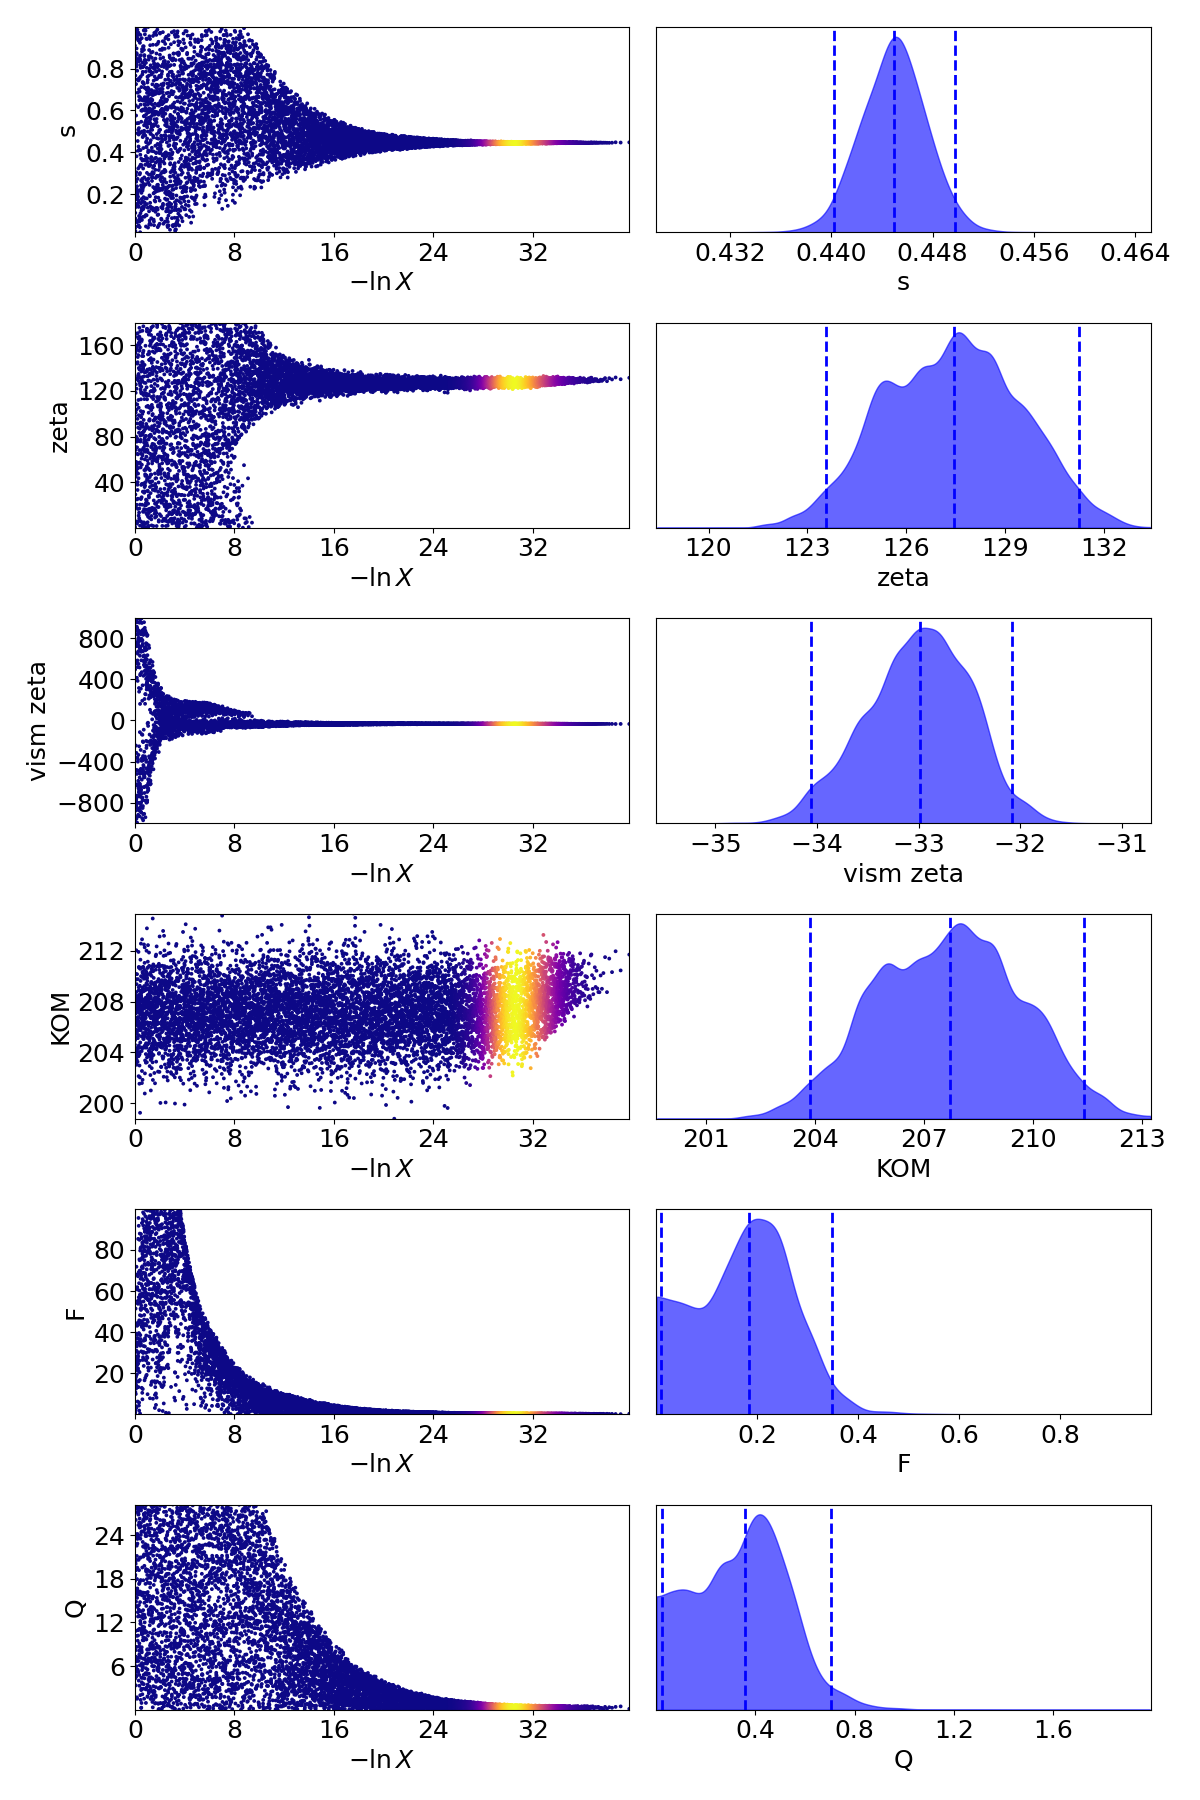 s
0.8
0.6
0.4
0.2
0 8 16 24 32
−ln X
0.432 0.440 0.448 0.456 0.464
s
zeta
160
120
80
40
0 8 16 24 32
−ln X
120 123 126 129 132
zeta
vism zeta
800
400
0
−400
−800
0 8 16 24 32
−ln X
−35 −34 −33 −32 −31
vism zeta
KOM
212
208
204
200
0 8 16 24 32
−ln X
201 204 207 210 213
KOM
F
80
60
40
20
0 8 16 24 32
−ln X
0.2 0.4 0.6 0.8
F
Q
24
18
12
6
0 8 16 24 32
−ln X
0.4 0.8 1.2 1.6
Q